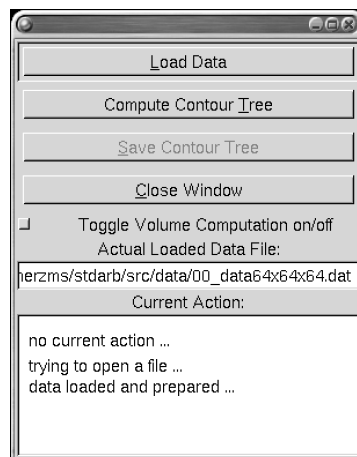 Load Data
Compute Contour Tree
Save Contour Tree
Close Window
Toggle Volume Computation on/off
Actual Loaded Data File:
herzms/stdarb/src/data/00_data64x64x64.dat
Current Action:
no current action ...
trying to open a file ...
data loaded and prepared ...